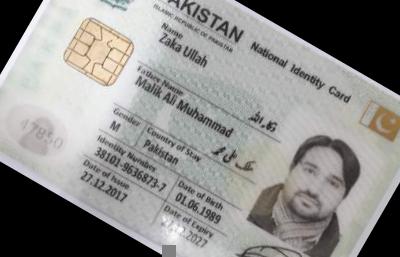 PAKISTAN
ISLAMIC REPUBLIC OF PAKISTAN
National Identity Card
Name
Zaka Ullah
Father Name
Malik Ali Muhammad
Gender
M
Country of Stay
Pakistan
Identity Number
38101-9636873-7
Date of Birth
01.06.1989
Date of Issue
27.12.2017
Date of Expiry
2027
47850